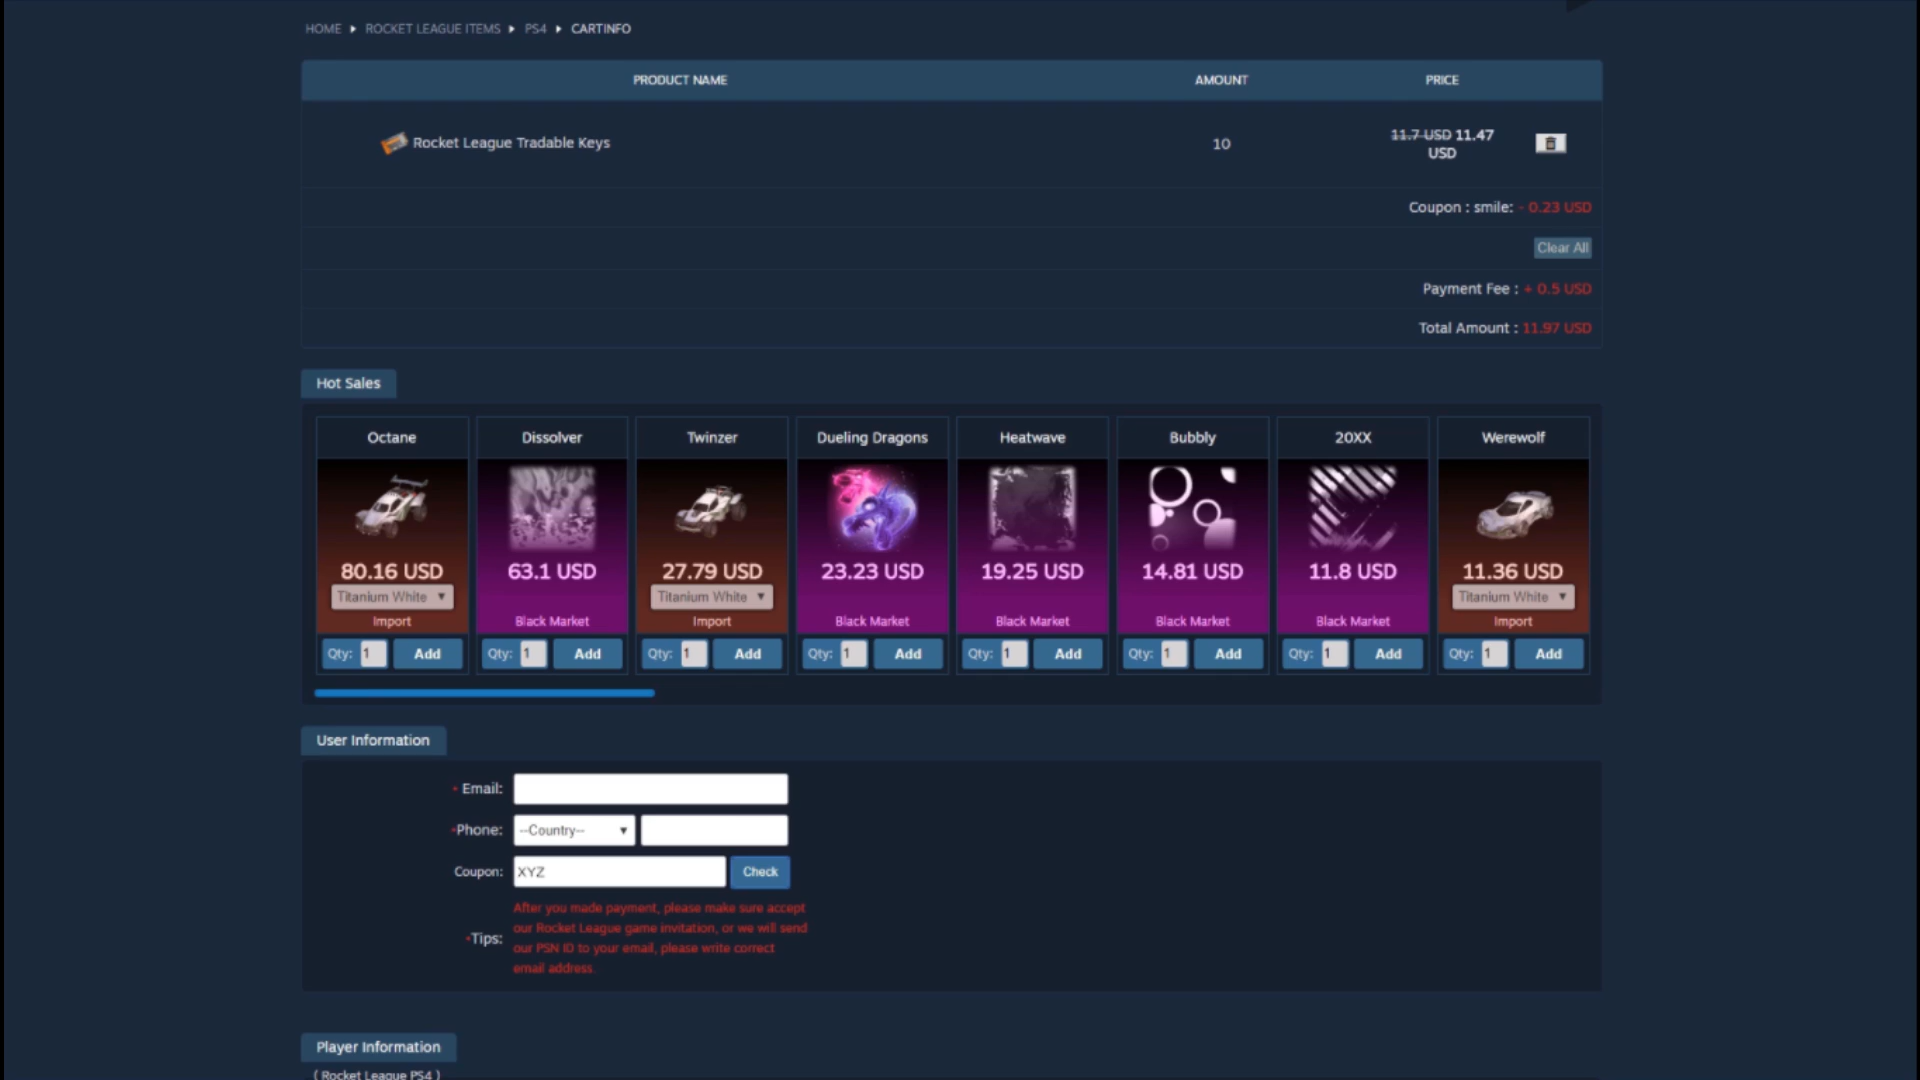 HOME ▸ ROCKET LEAGUE ITEMS ▸ PS4 ▸ CARTINFO
PRODUCT NAME AMOUNT PRICE
Rocket League Tradable Keys 10 11.7 USD 11.47
USD
Coupon : smile: - 0.23 USD
Clear All
Payment Fee : + 0.5 USD
Total Amount : 11.97 USD
Hot Sales
Octane Dissolver Twinzer Dueling Dragons Heatwave Bubbly 20XX Werewolf
80.16 USD 63.1 USD 27.79 USD 23.23 USD 19.25 USD 14.81 USD 11.8 USD 11.36 USD
Titanium White Titanium White Titanium White
Import Black Market Import Black Market Black Market Black Market Black Market Import
Qty: 1 Add Qty: 1 Add Qty: 1 Add Qty: 1 Add Qty: 1 Add Qty: 1 Add Qty: 1 Add Qty: 1 Add
User Information
• Email:
•Phone: --Country--
Coupon: XYZ Check
•Tips: After you made payment, please make sure accept
our Rocket League game invitation, or we will send
our PSN ID to your email, please write correct
email address.
Player Information
( Rocket League PS4 )